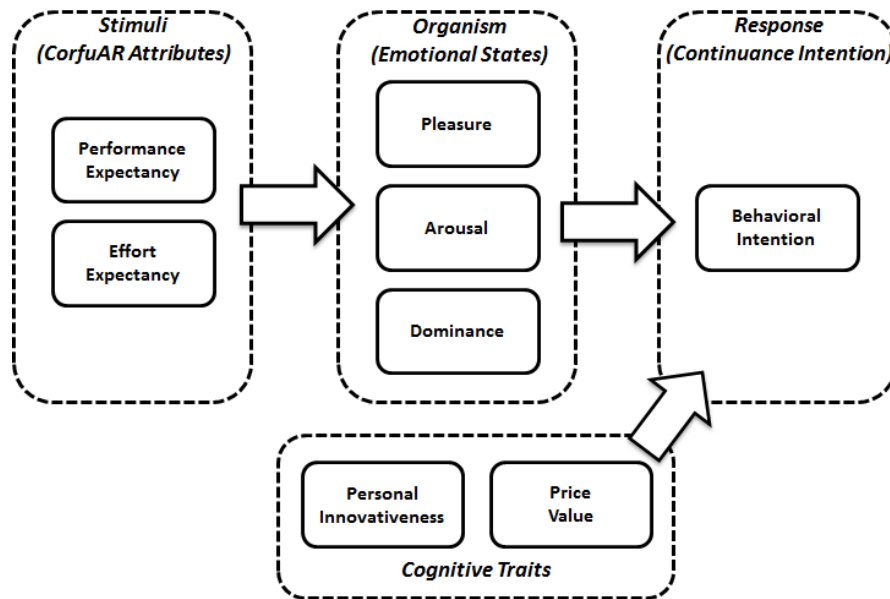 Stimuli
(CorfuAR Attributes)
Performance
Expectancy
Effort
Expectancy
Organism
(Emotional States)
Pleasure
Arousal
Dominance
Response
(Continuance Intention)
Behavioral
Intention
Personal
Innovativeness
Price
Value
Cognitive Traits